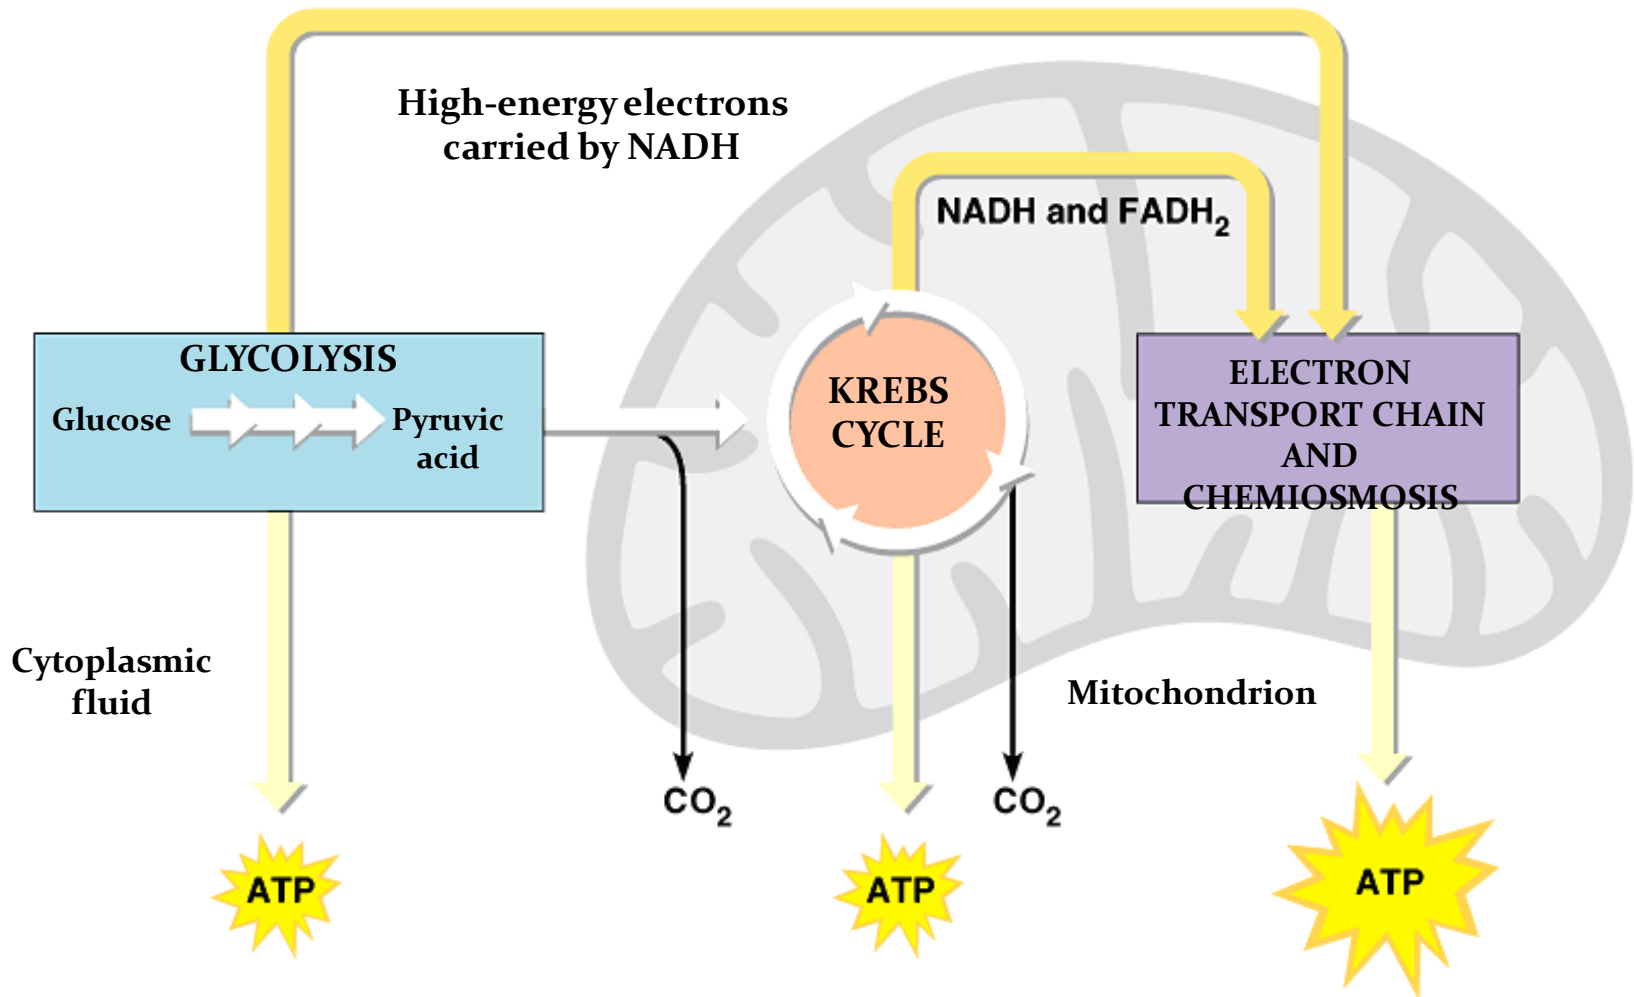 High-energy electrons
carried by NADH
NADH and FADH₂
GLYCOLYSIS
Glucose
Pyruvic
acid
KREBS
CYCLE
ELECTRON
TRANSPORT CHAIN
AND
CHEMIOSMOSIS
Cytoplasmic
fluid
Mitochondrion
CO₂
CO₂
ATP
ATP
ATP